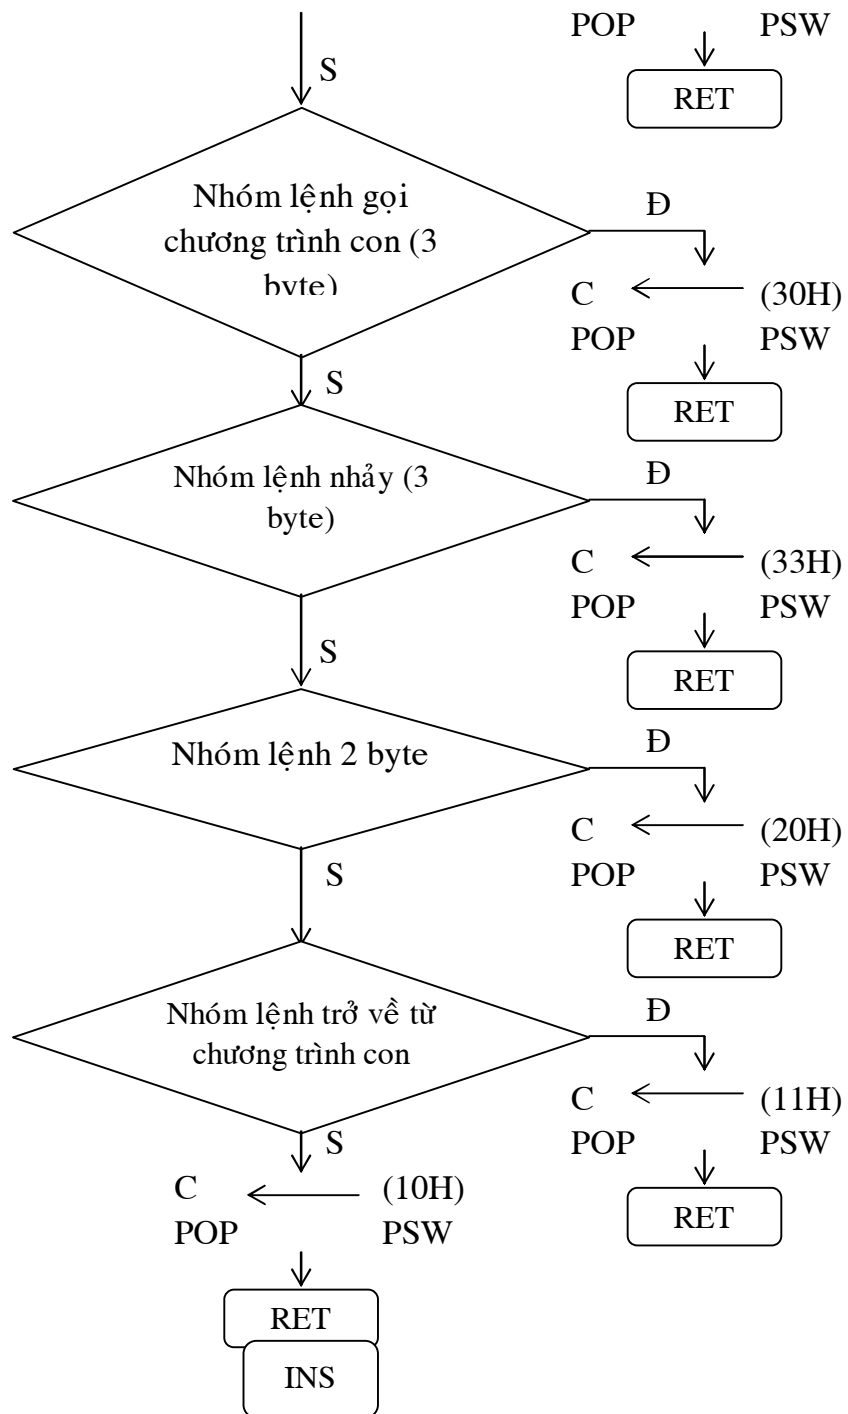 POP PSW
S
RET
Nhóm lệnh gọi
chương trình con (3
byte)
Đ
C (30H)
POP PSW
S
RET
Nhóm lệnh nhảy (3
byte)
Đ
C (33H)
POP PSW
S
RET
Nhóm lệnh 2 byte
Đ
C (20H)
POP PSW
S
RET
Nhóm lệnh trở về từ
chương trình con
Đ
C (11H)
POP PSW
S
RET
C (10H)
POP PSW
RET
INS